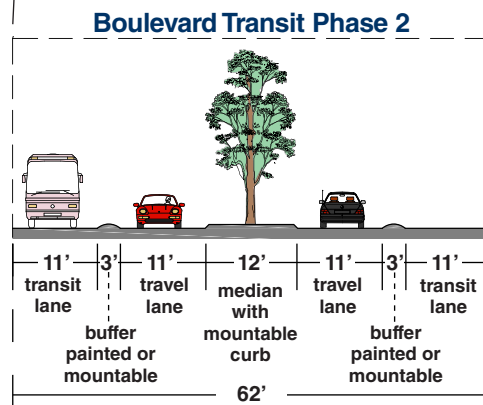 Boulevard Transit Phase 2
11’ 3’ 11’ 12’ 11’ 3’ 11’
transit lane
buffer painted or mountable
travel lane
median with mountable curb
travel lane
buffer painted or mountable
transit lane
62’